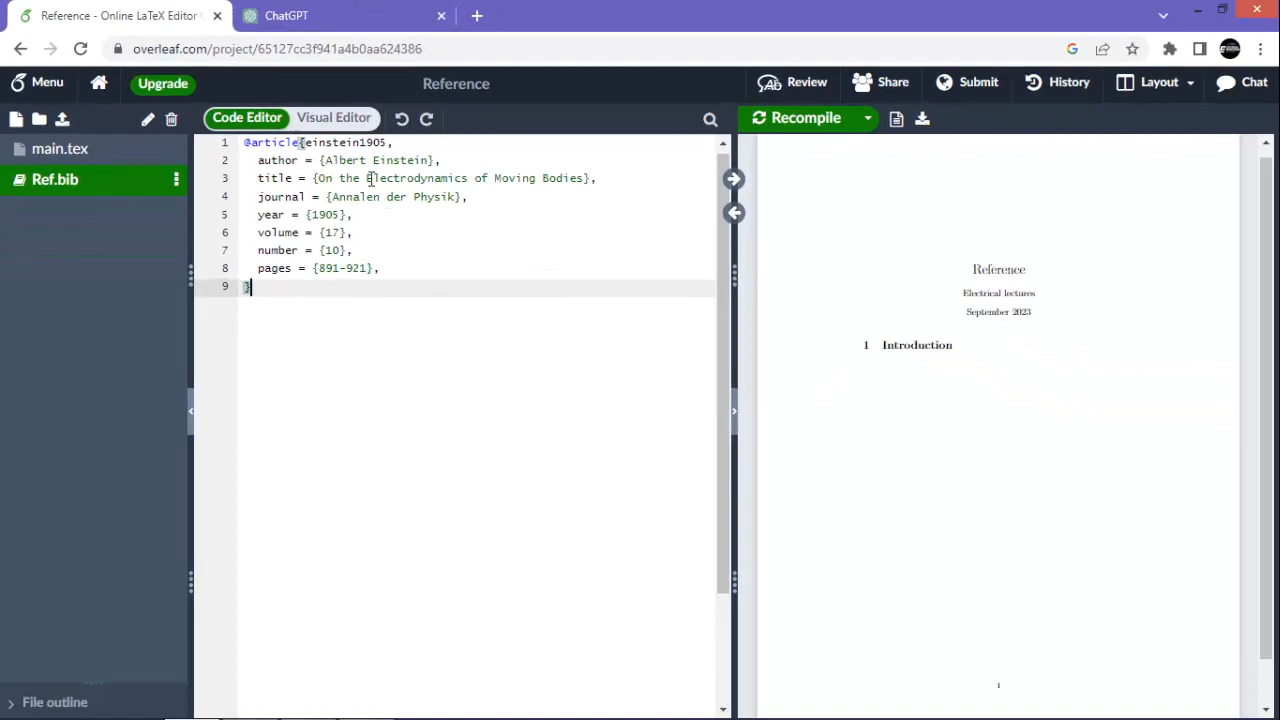 Reference - Online LaTeX Editor
ChatGPT
overleaf.com/project/65127cc3f941a4b0aa624386
Menu
Upgrade
Reference
Review
Share
Submit
History
Layout
Chat
Code Editor
Visual Editor
Recompile
main.tex
Ref.bib
File outline
1 @article{einstein1905,
2 author = {Albert Einstein},
3 title = {On the Electrodynamics of Moving Bodies},
4 journal = {Annalen der Physik},
5 year = {1905},
6 volume = {17},
7 number = {10},
8 pages = {891-921},
9 }
Reference
Electrical lectures
September 2023
1 Introduction
1